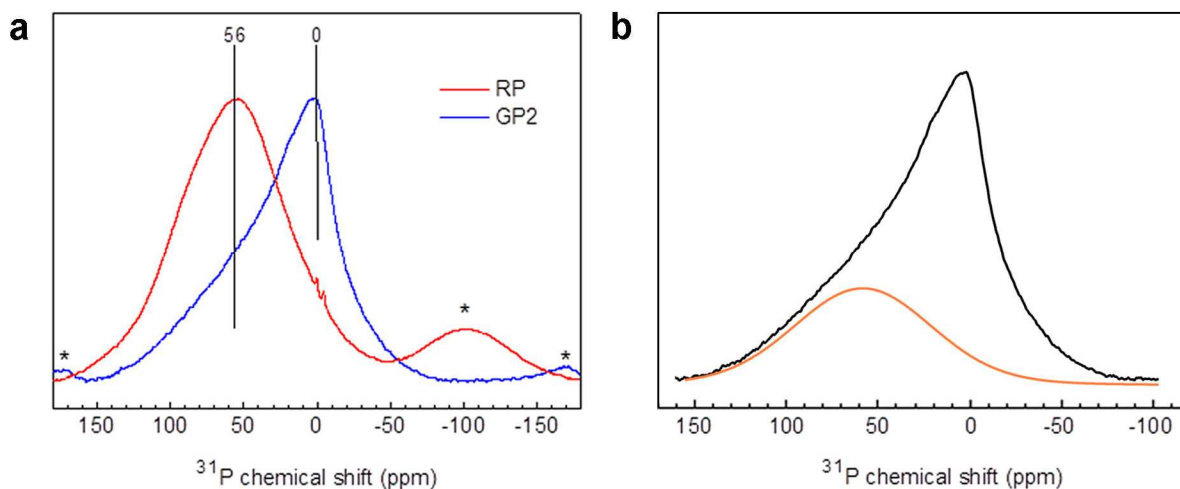 a
56 0
RP
GP2
* * *
150 100 50 0 -50 -100 -150
³¹P chemical shift (ppm)
b
150 100 50 0 -50 -100
³¹P chemical shift (ppm)